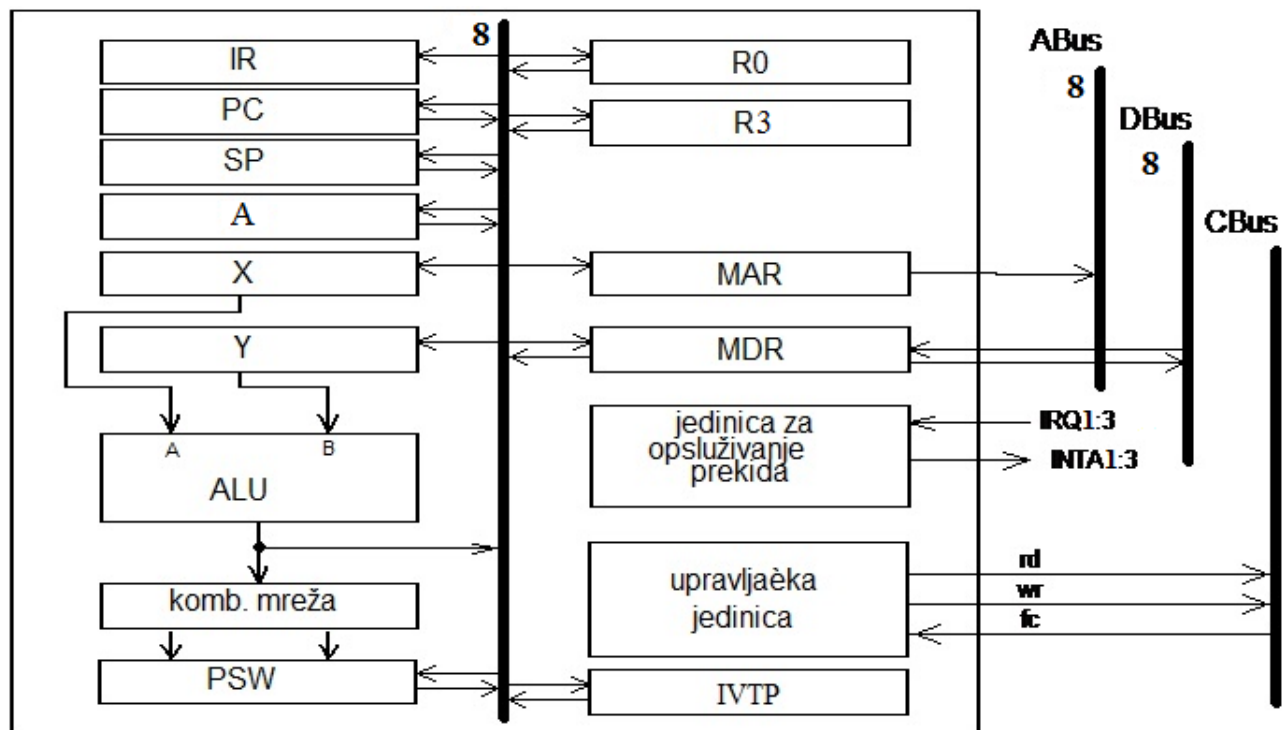 8
IR
R0
PC
R3
SP
A
X
MAR
Y
MDR
A
B
ALU
jedinica za
opsluživanje
prekida
IRQ1:3
INTA1:3
komb. mreža
upravljaèka
jedinica
rd
wr
fc
PSW
IVTP
ABus
8
DBus
8
CBus